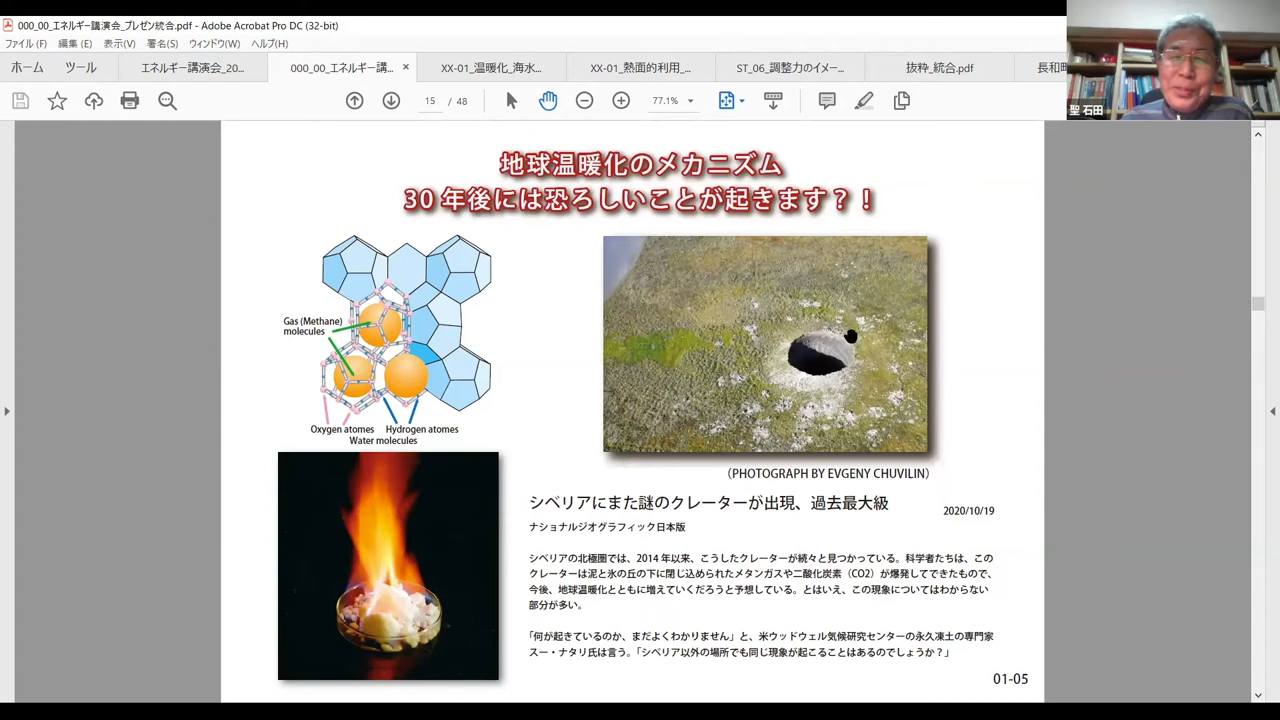 000_00_エネルギー講演会_プレゼン統合.pdf - Adobe Acrobat Pro DC (32-bit)
ファイル (F) 編集 (E) 表示(V) 署名(S) ウィンドウ(W) ヘルプ(H)
ホーム ツール エネルギー講演会_20... 000_00_エネルギー講... × XX-01_温暖化_海水... XX-01_熱面的利用_... ST_06_調整力のイメー... 抜粋_統合.pdf 長和町
15 / 48 77.1%
聖 石田
地球温暖化のメカニズム
30 年後には恐ろしいことが起きます？！
Gas (Methane)
molecules
Oxygen atomes Hydrogen atomes
Water molecules
（PHOTOGRAPH BY EVGENY CHUVILIN）
シベリアにまた謎のクレーターが出現、過去最大級
2020/10/19
ナショナルジオグラフィック日本版
シベリアの北極圏では、2014 年以来、こうしたクレーターが続々と見つかっている。科学者たちは、この
クレーターは泥と氷の丘の下に閉じ込められたメタンガスや二酸化炭素（CO2）が爆発してできたもので、
今後、地球温暖化とともに増えていくだろうと予想している。とはいえ、この現象についてはわからない
部分が多い。
「何が起きているのか、まだよくわかりません」と、米ウッドウェル気候研究センターの永久凍土の専門家
スー・ナタリ氏は言う。「シベリア以外の場所でも同じ現象が起こることはあるのでしょうか？」
01-05